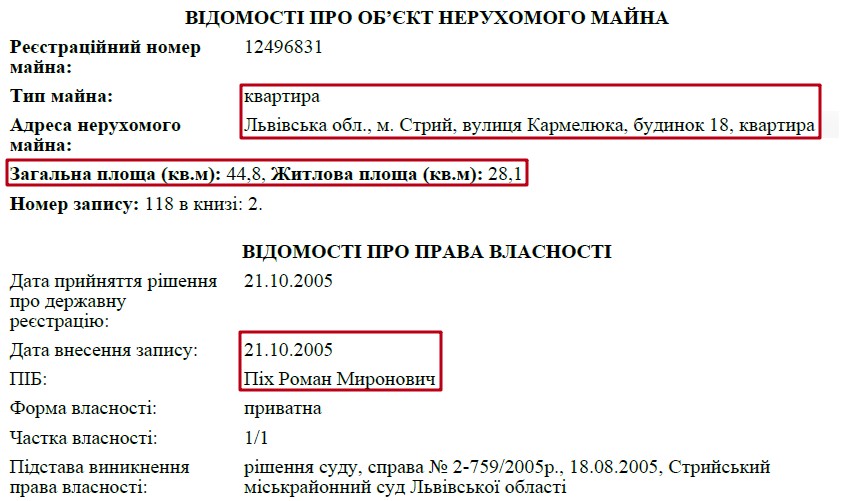 ВІДОМОСТІ ПРО ОБ’ЄКТ НЕРУХОМОГО МАЙНА
Реєстраційний номер майна: 12496831
Тип майна: квартира
Адреса нерухомого майна: Львівська обл., м. Стрий, вулиця Кармелюка, будинок 18, квартира
Загальна площа (кв.м): 44,8, Житлова площа (кв.м): 28,1
Номер запису: 118 в книзі: 2.
ВІДОМОСТІ ПРО ПРАВА ВЛАСНОСТІ
Дата прийняття рішення про державну реєстрацію: 21.10.2005
Дата внесення запису: 21.10.2005
ПІБ: Піх Роман Миронович
Форма власності: приватна
Частка власності: 1/1
Підстава виникнення права власності: рішення суду, справа № 2-759/2005р., 18.08.2005, Стрийський міськрайонний суд Львівської області